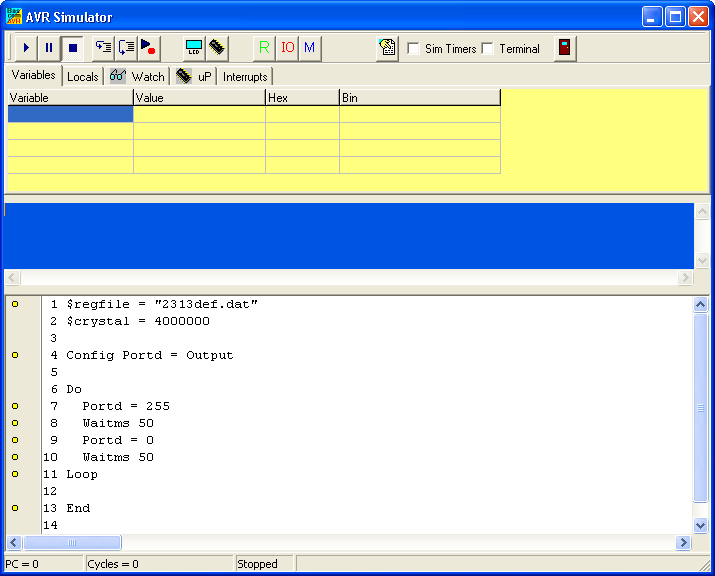 AVR Simulator
LCD R IO M Sim Timers Terminal
Variables Locals Watch uP Interrupts
Variable Value Hex Bin
1 $regfile = "2313def.dat"
2 $crystal = 4000000
3
4 Config Portd = Output
5
6 Do
7 Portd = 255
8 Waitms 50
9 Portd = 0
10 Waitms 50
11 Loop
12
13 End
14
PC = 0 Cycles = 0 Stopped